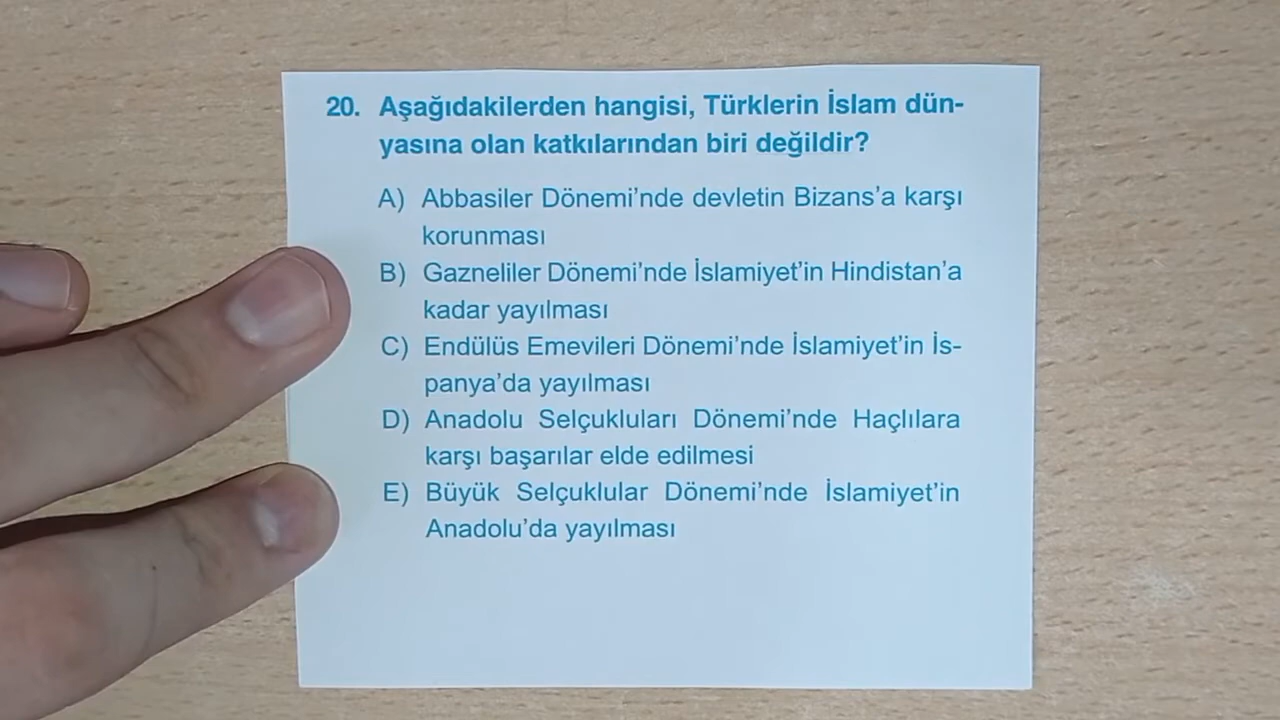 20. Aşağıdakilerden hangisi, Türklerin İslam dün-
yasına olan katkılarından biri değildir?
A) Abbasiler Dönemi'nde devletin Bizans'a karşı
korunması
B) Gazneliler Dönemi'nde İslamiyet'in Hindistan'a
kadar yayılması
C) Endülüs Emevileri Dönemi'nde İslamiyet'in İs-
panya'da yayılması
D) Anadolu Selçukluları Dönemi'nde Haçlılara
karşı başarılar elde edilmesi
E) Büyük Selçuklular Dönemi'nde İslamiyet'in
Anadolu'da yayılması